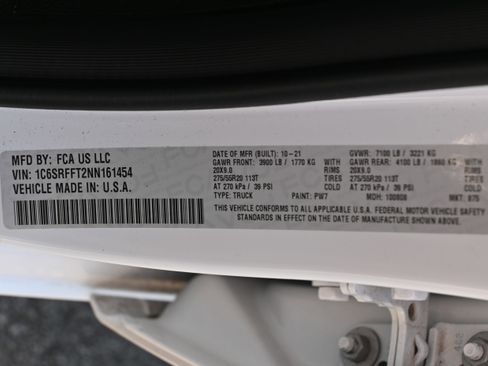 MFD BY: FCA US LLC
VIN: 1C6SRFFT2NN161454
VEHICLE MADE IN: U.S.A.
DATE OF MFR (BUILT): 10-21
GVWR: 7100 LB / 3221 KG
GAWR FRONT: 3900 LB / 1770 KG
GAWR REAR: 4100 LB / 1860 KG
20X9.0 RIMS
20X9.0 RIMS
275/55R20 113T TIRES
275/55R20 113T TIRES
AT 270 kPa / 39 PSI
AT 270 kPa / 39 PSI
TYPE: TRUCK PAINT: PW7 MDH: 100808 MKT: 875
THIS VEHICLE CONFORMS TO ALL APPLICABLE U.S.A. FEDERAL MOTOR VEHICLE SAFETY
STANDARDS IN EFFECT ON THE DATE OF MANUFACTURE SHOWN ABOVE.